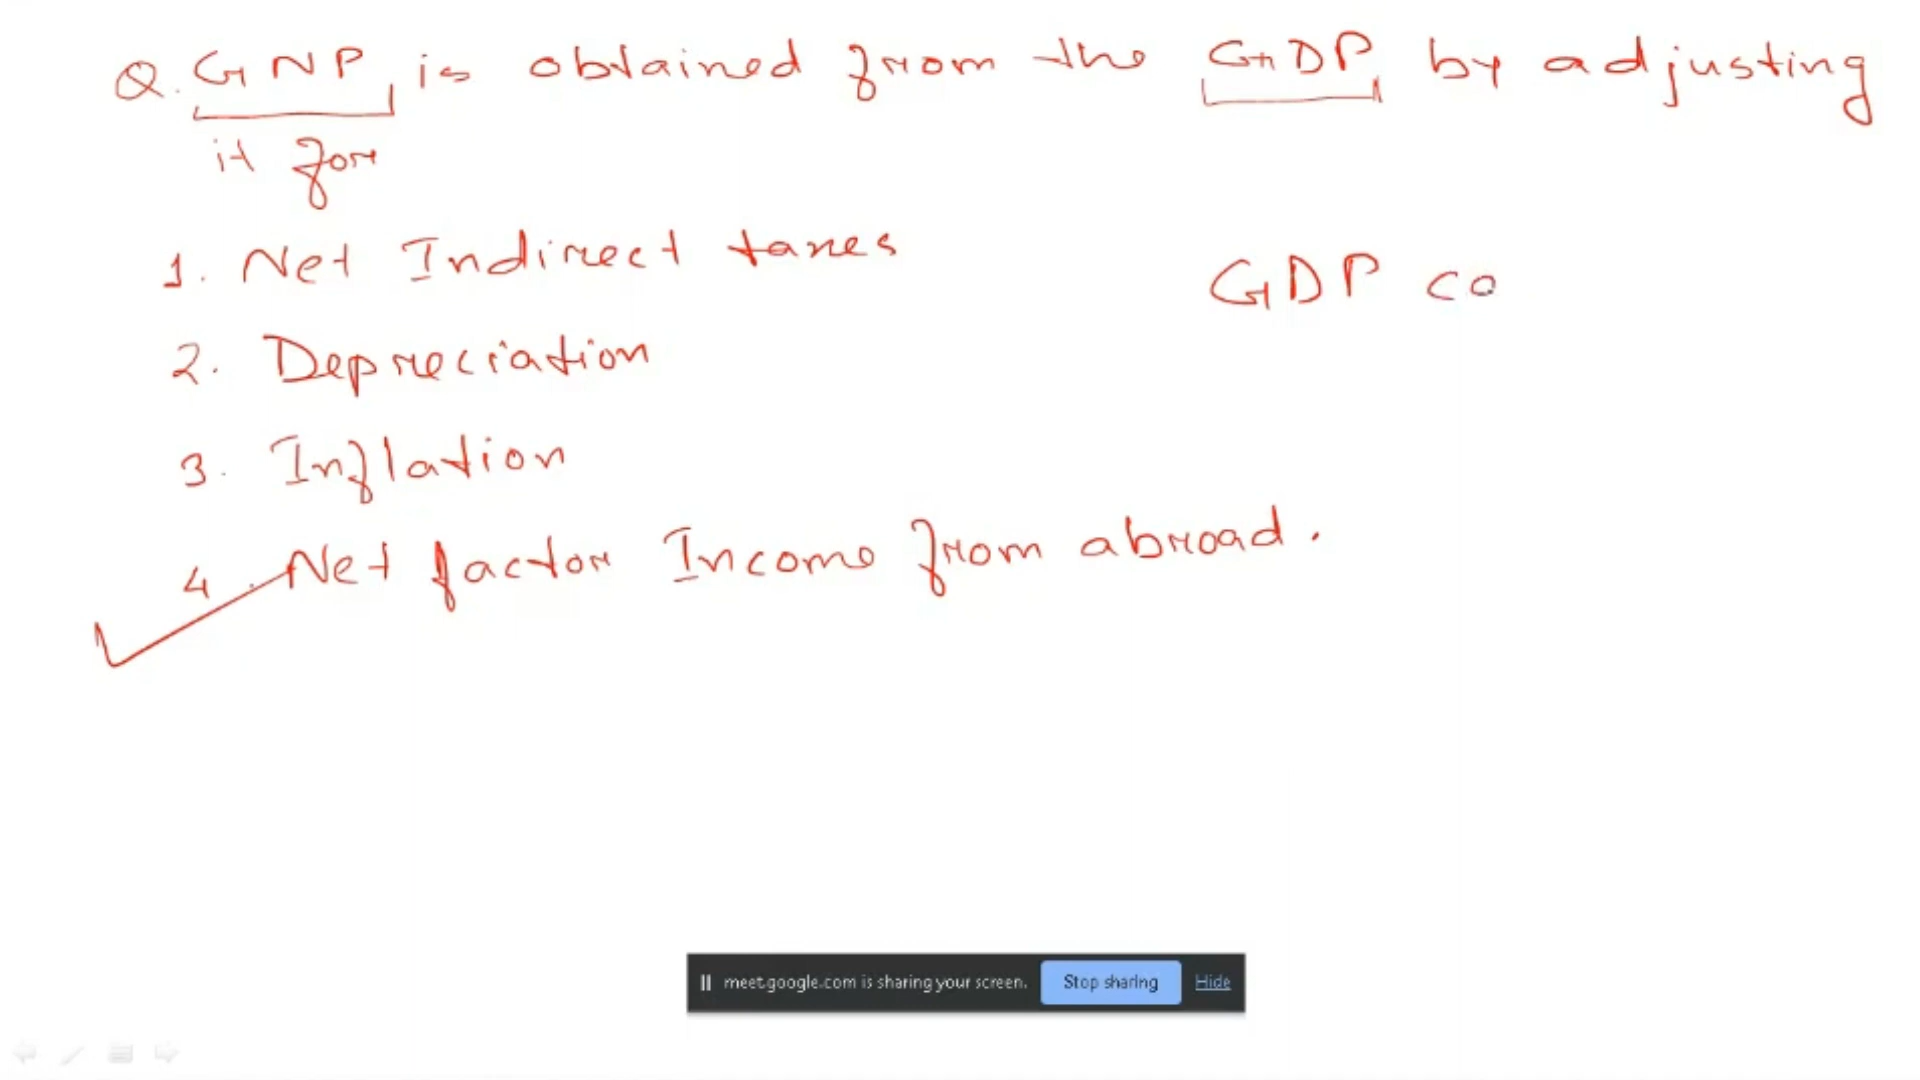 Q. GNP, is obtained from the GDP by adjusting
it for
1. Net Indirect taxes
GDP co
2. Depreciation
3. Inflation
4. Net factor Income from abroad.
meet.google.com is sharing your screen. Stop sharing Hide